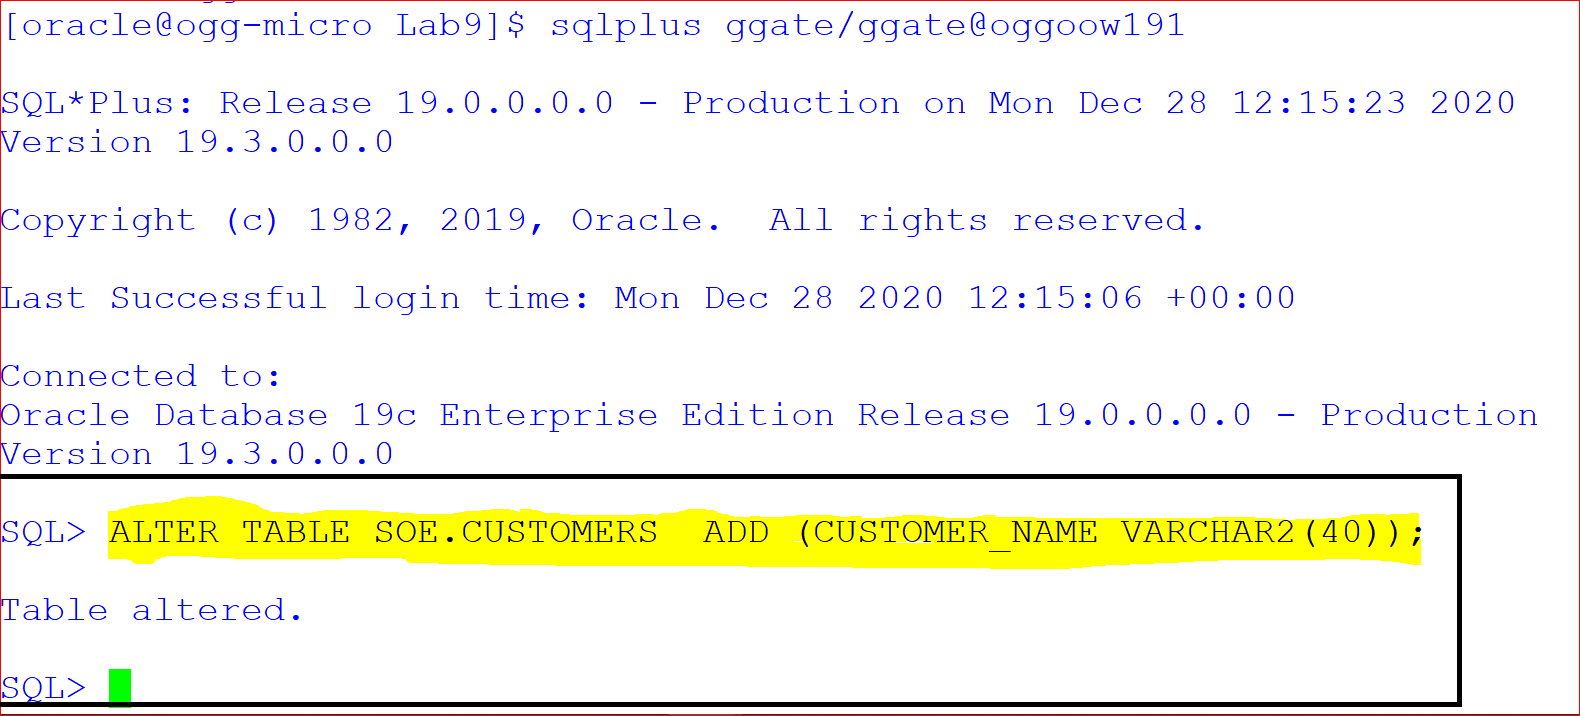 [oracle@ogg-micro Lab9]$ sqlplus ggate/ggate@oggoow191
SQL*Plus: Release 19.0.0.0.0 - Production on Mon Dec 28 12:15:23 2020
Version 19.3.0.0.0
Copyright (c) 1982, 2019, Oracle.  All rights reserved.
Last Successful login time: Mon Dec 28 2020 12:15:06 +00:00
Connected to:
Oracle Database 19c Enterprise Edition Release 19.0.0.0.0 - Production
Version 19.3.0.0.0
SQL> ALTER TABLE SOE.CUSTOMERS  ADD (CUSTOMER_NAME VARCHAR2(40));
Table altered.
SQL>